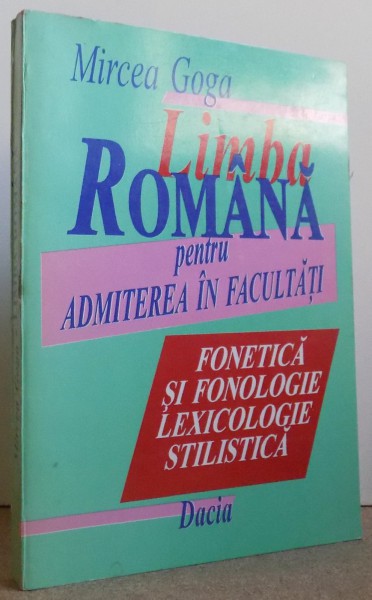 Mircea Goga
Limba
ROMÂNĂ
pentru
ADMITEREA ÎN FACULTĂȚI
FONETICĂ
ȘI FONOLOGIE
LEXICOLOGIE
STILISTICĂ
Dacia